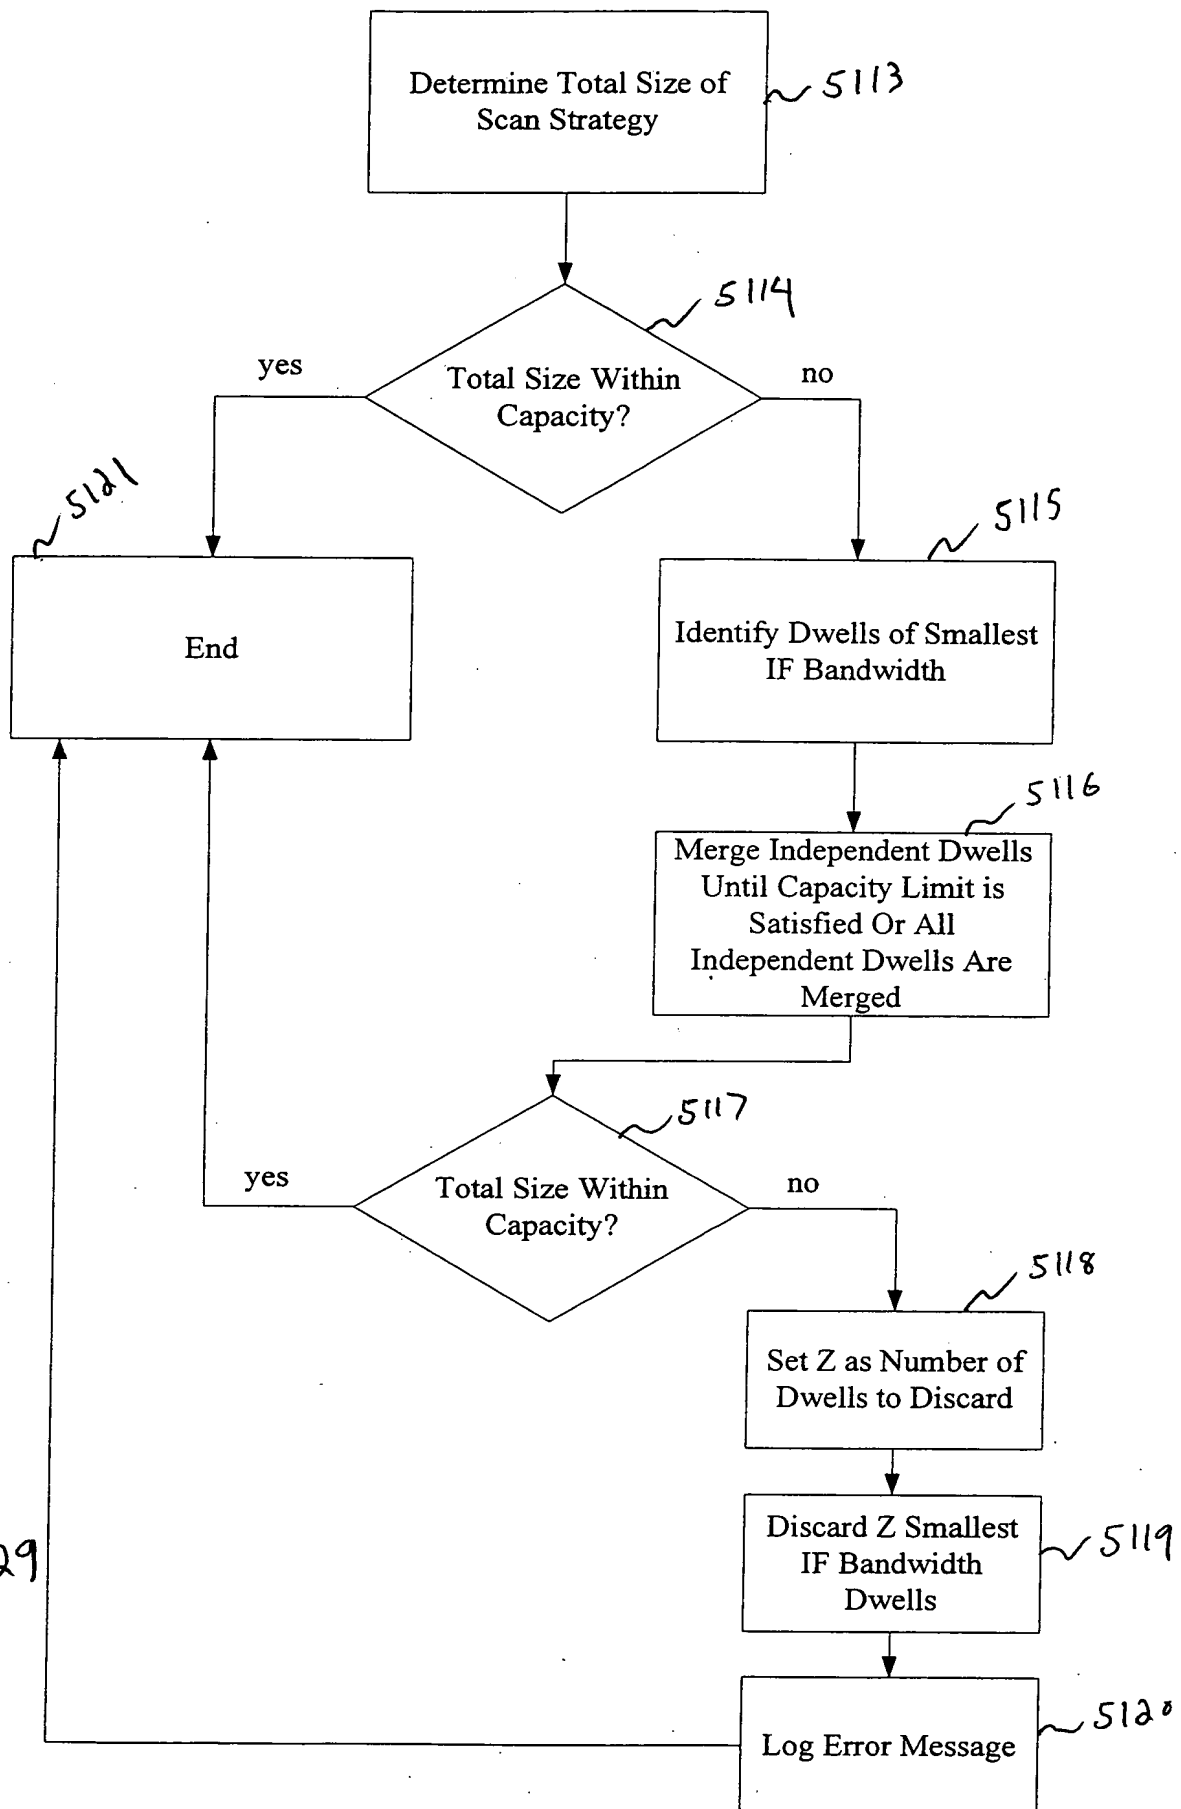 Determine Total Size of
Scan Strategy
5113
5114
Total Size Within
Capacity?
yes
no
5121
End
5115
Identify Dwells of Smallest
IF Bandwidth
5116
Merge Independent Dwells
Until Capacity Limit is
Satisfied Or All
Independent Dwells Are
Merged
5117
Total Size Within
Capacity?
yes
no
5118
Set Z as Number of
Dwells to Discard
Discard Z Smallest
IF Bandwidth
Dwells
5119
29
Log Error Message
5120